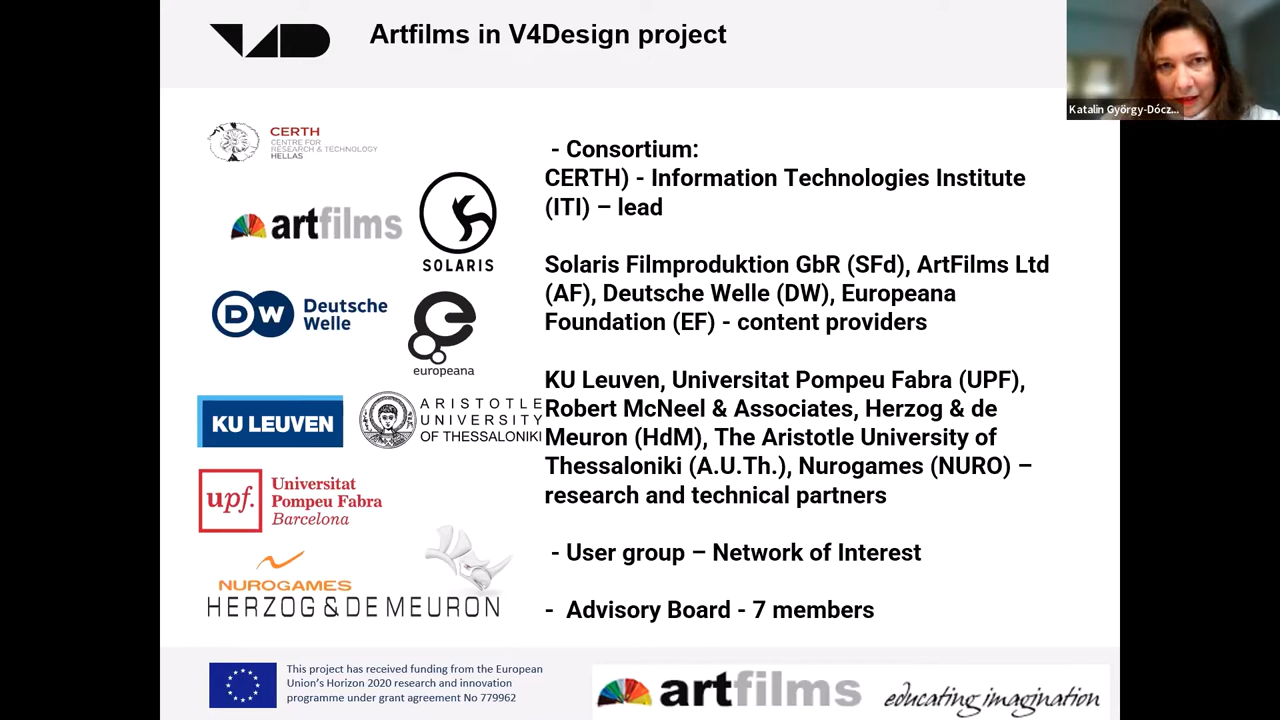 Artfilms in V4Design project
Katalin György-Dócz...
CERTH
CENTRE FOR
RESEARCH & TECHNOLOGY
HELLAS
artfilms
SOLARIS
DW Deutsche
Welle
europeana
KU LEUVEN
ARISTOTLE
UNIVERSITY
OF THESSALONIKI
upf. Universitat
Pompeu Fabra
Barcelona
NUROGAMES
HERZOG & DE MEURON
- Consortium:
CERTH) - Information Technologies Institute
(ITI) – lead
Solaris Filmproduktion GbR (SFd), ArtFilms Ltd
(AF), Deutsche Welle (DW), Europeana
Foundation (EF) - content providers
KU Leuven, Universitat Pompeu Fabra (UPF),
Robert McNeel & Associates, Herzog & de
Meuron (HdM), The Aristotle University of
Thessaloniki (A.U.Th.), Nurogames (NURO) –
research and technical partners
- User group – Network of Interest
- Advisory Board - 7 members
This project has received funding from the European
Union's Horizon 2020 research and innovation
programme under grant agreement No 779962
artfilms educating imagination